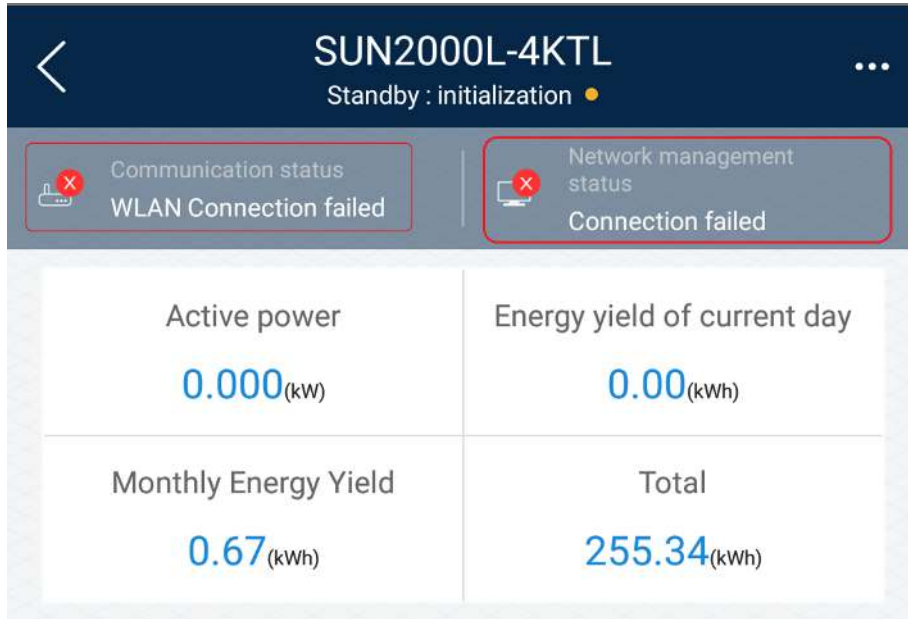 SUN2000L-4KTL
Standby : initialization
Communication status
WLAN Connection failed
Network management
status
Connection failed
Active power
0.000(kW)
Energy yield of current day
0.00(kWh)
Monthly Energy Yield
0.67(kWh)
Total
255.34(kWh)